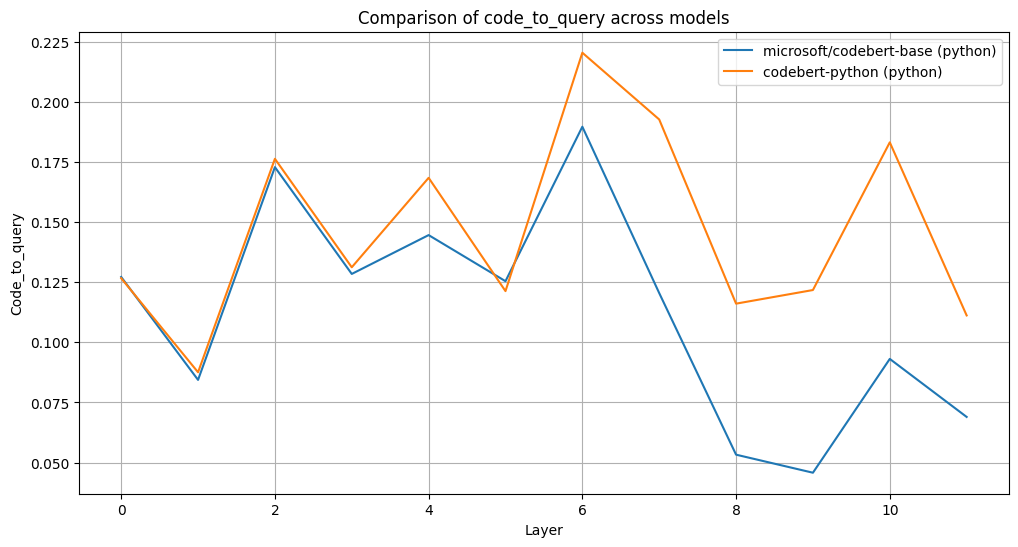 Comparison of code_to_query across models
microsoft/codebert-base (python)
codebert-python (python)
Code_to_query
0.225
0.200
0.175
0.150
0.125
0.100
0.075
0.050
0
2
4
6
8
10
Layer